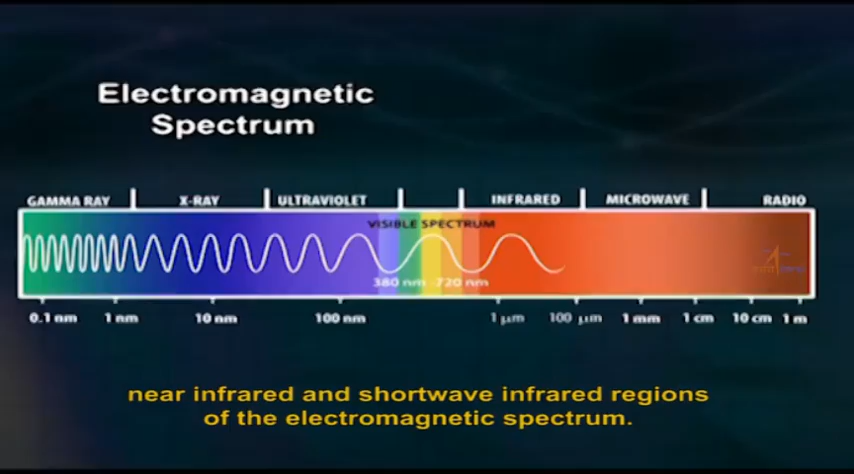 Electromagnetic
Spectrum
GAMMA RAY X-RAY ULTRAVIOLET INFRARED MICROWAVE RADIO
VISIBLE SPECTRUM
380 nm 720 nm
0.1 nm 1 nm 10 nm 100 nm 1 µm 100 µm 1 mm 1 cm 10 cm 1 m
near infrared and shortwave infrared regions
of the electromagnetic spectrum.